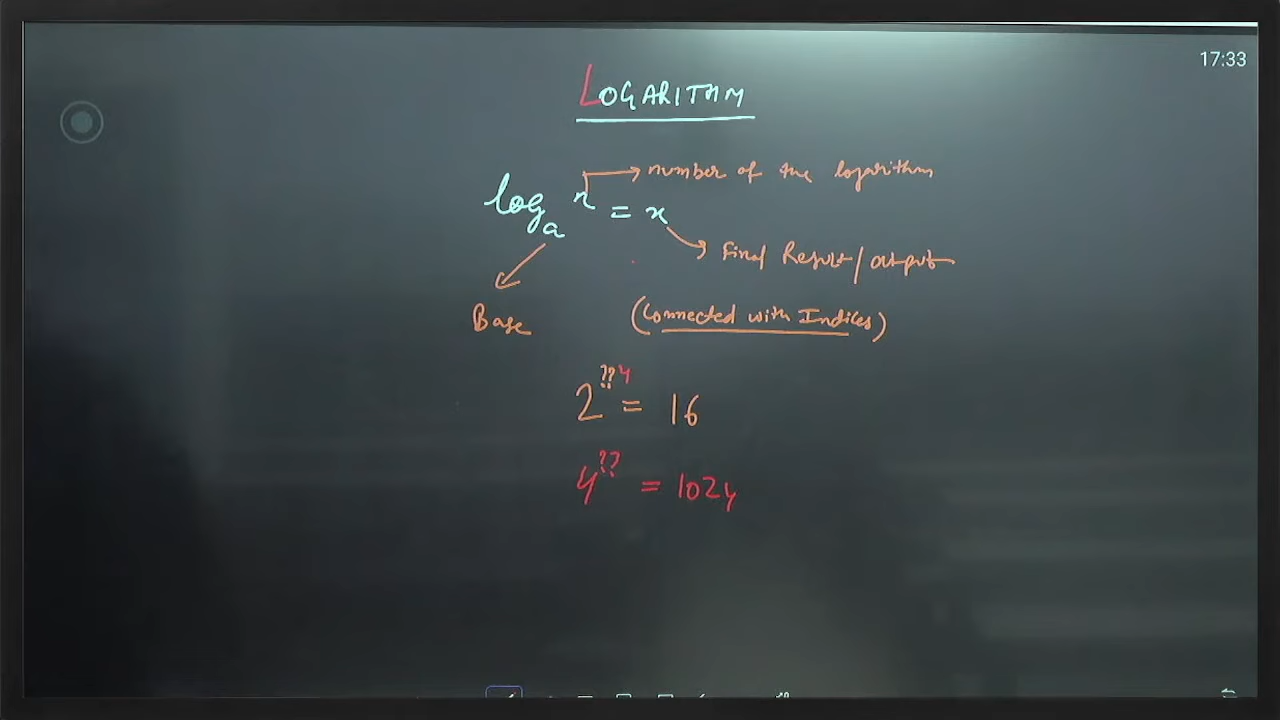 17:33
LOGARITHM
number of the logarithm
logₐ n = x
Final Result/output
Base
(Connected with Indices)
2^??4 = 16
4^?? = 1024